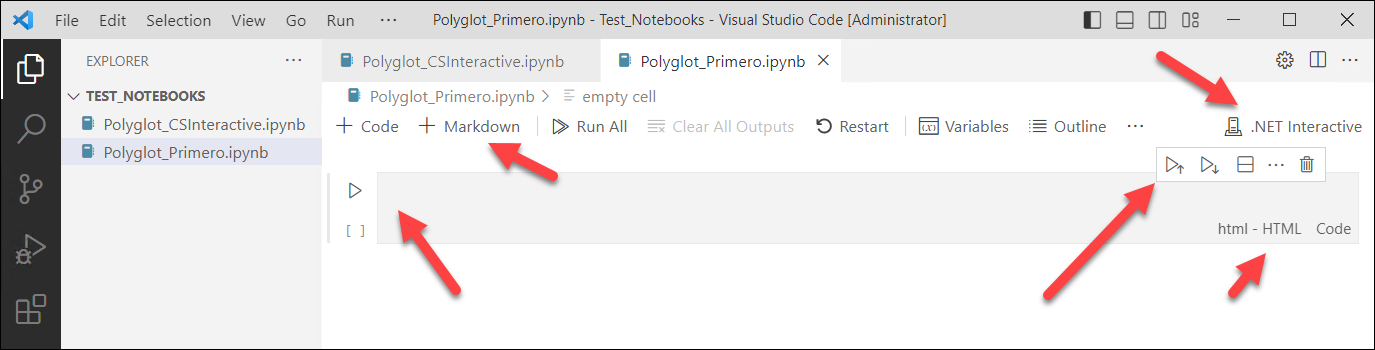 File Edit Selection View Go Run ··· Polyglot_Primero.ipynb - Test_Notebooks - Visual Studio Code [Administrator]
EXPLORER ··· Polyglot_CSInteractive.ipynb Polyglot_Primero.ipynb ···
TEST_NOTEBOOKS Polyglot_Primero.ipynb > empty cell
Polyglot_CSInteractive.ipynb + Code + Markdown Run All Clear All Outputs Restart Variables Outline ··· .NET Interactive
Polyglot_Primero.ipynb ···
[ ] html - HTML Code